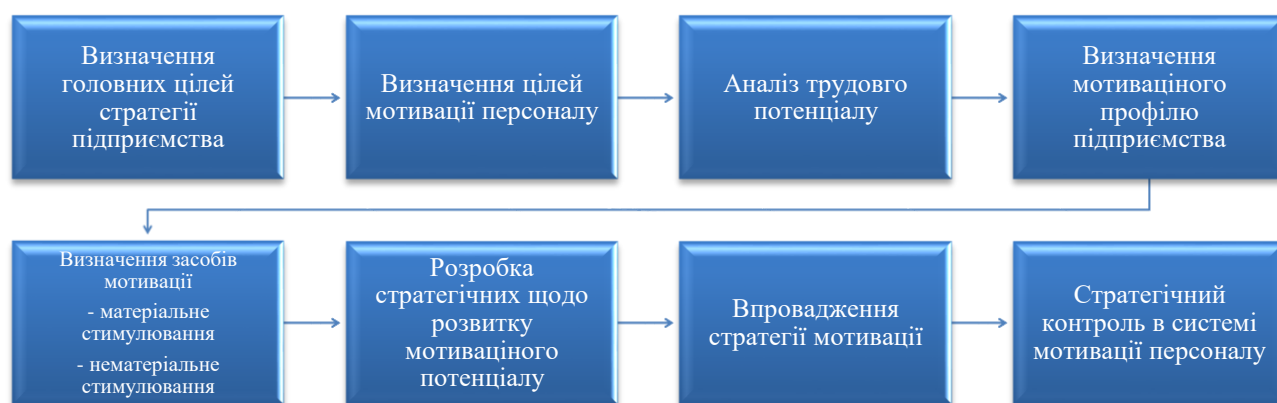 Визначення
головних цілей
стратегії
підприємства
Визначення цілей
мотивації персоналу
Аналіз трудовго
потенціалу
Визначення
мотиваціного
профілю
підприємства
Визначення засобів
мотивації
- матеріальне
стимулювання
- нематеріальне
стимулювання
Розробка
стратегічних щодо
розвитку
мотиваціного
потенціалу
Впровадження
стратегії мотивації
Стратегічний
контроль в системі
мотивації персоналу